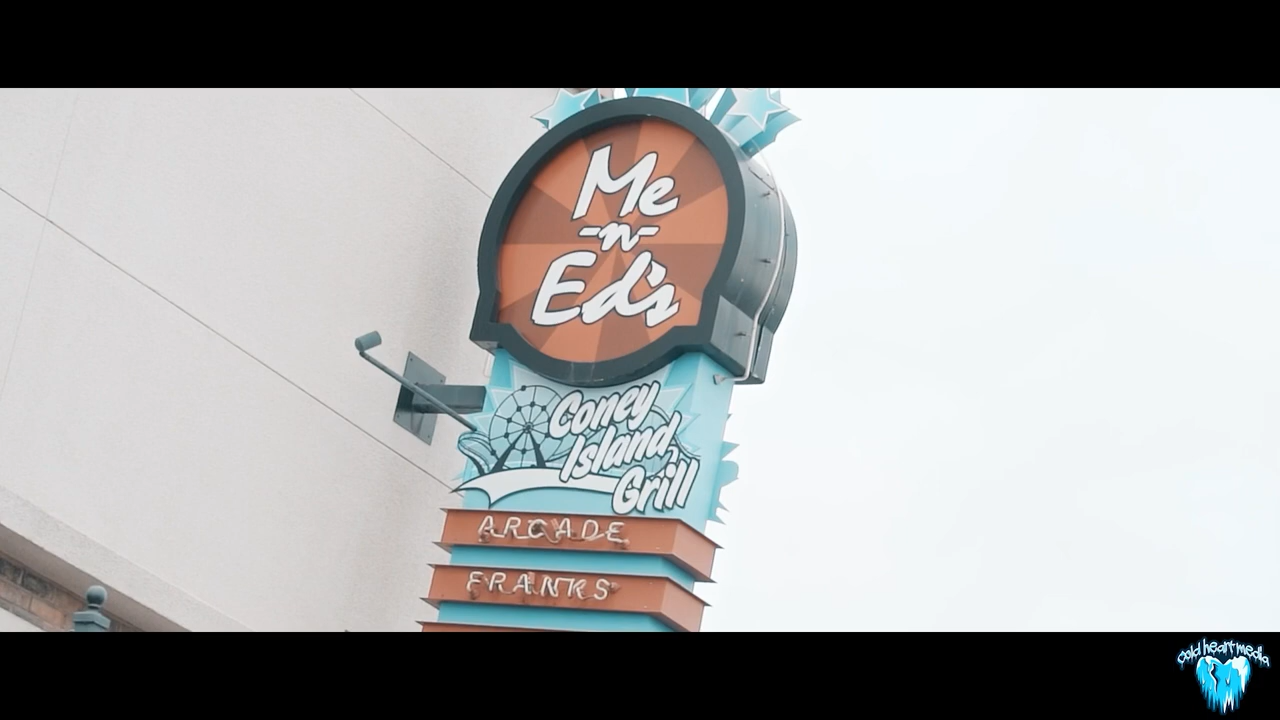 Me
-n-
Ed's
Coney
Island
Grill
ARCADE
FRANKS
cold heart media